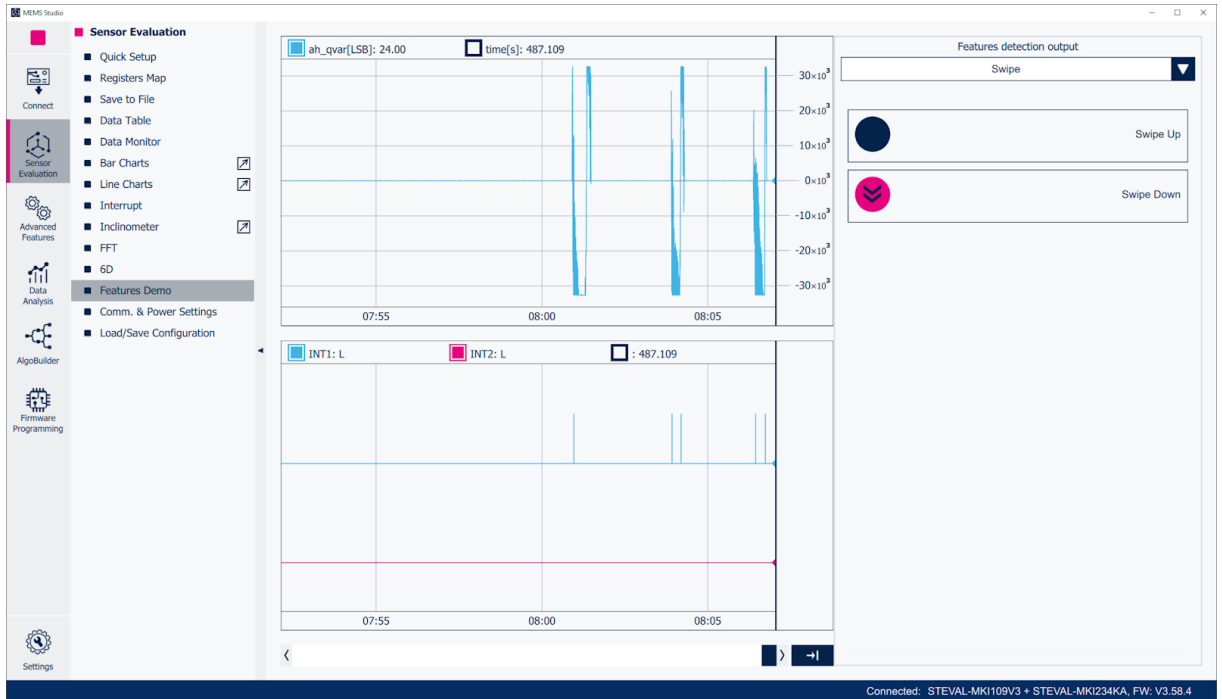 MEMS Studio
Connect
Sensor
Evaluation
Advanced
Features
Data
Analysis
AlgoBuilder
Firmware
Programming
Settings
Sensor Evaluation
Quick Setup
Registers Map
Save to File
Data Table
Data Monitor
Bar Charts
Line Charts
Interrupt
Inclinometer
FFT
6D
Features Demo
Comm. & Power Settings
Load/Save Configuration
ah_qvar[LSB]: 24.00 time[s]: 487.109
30×10³
20×10³
10×10³
0×10³
-10×10³
-20×10³
-30×10³
07:55 08:00 08:05
INT1: L INT2: L : 487.109
07:55 08:00 08:05
Features detection output
Swipe
Swipe Up
Swipe Down
Connected: STEVAL-MKI109V3 + STEVAL-MKI234KA, FW: V3.58.4